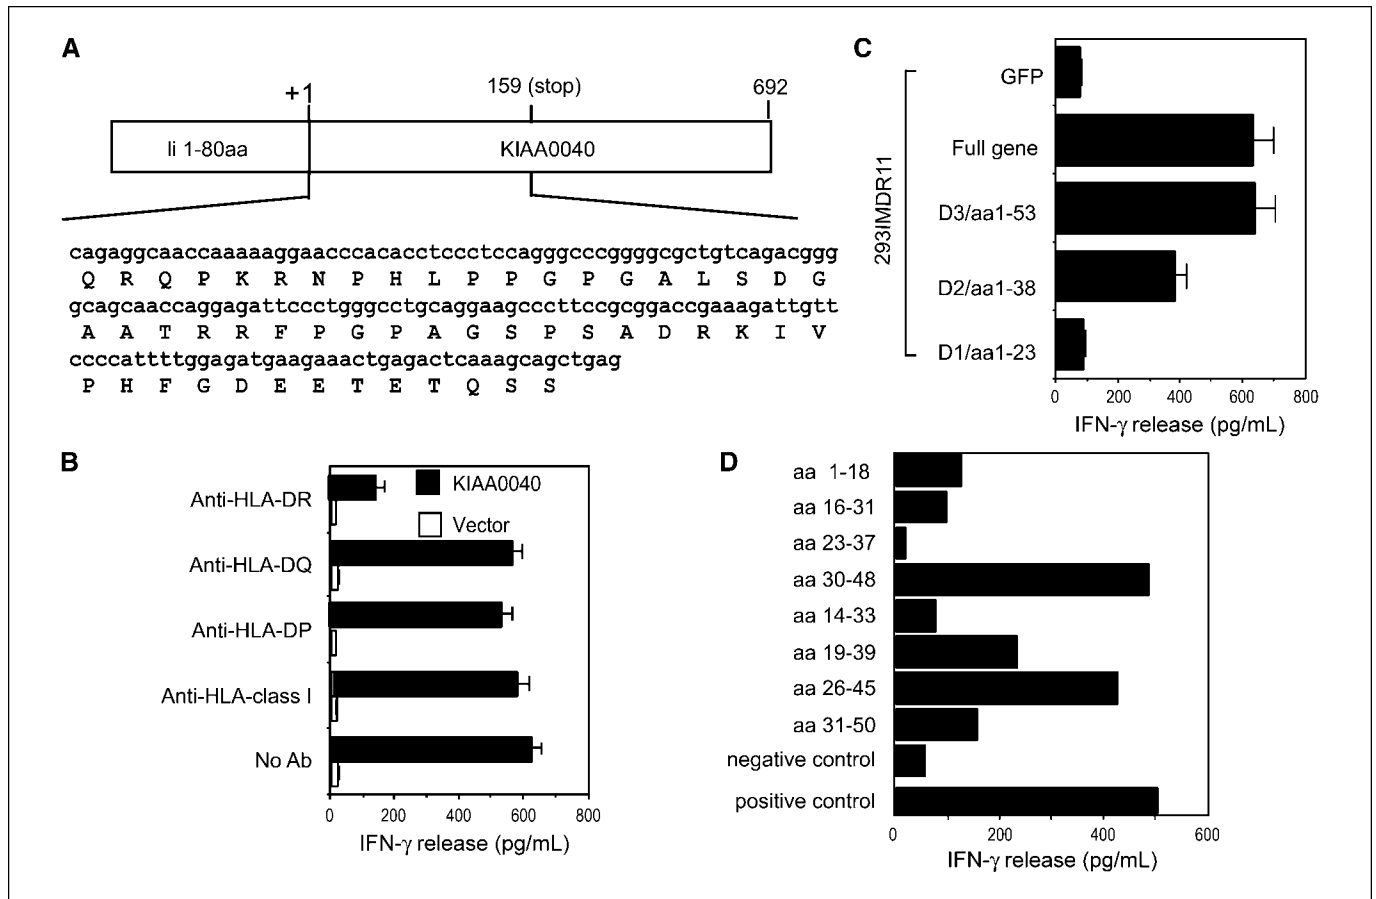 A
+1
159 (stop)
692
Ii 1-80aa
KIAA0040
cagaggcaaccaaaaaggaacccacacctccctccagggcccggggcgctgtcagacggg
Q R Q P K R N P H L P P G P G A L S D G
gcagcaaccaggagattccctgggcctgcaggaagcccttccgcggaccgaaagattgtt
A A T R R F P G P A G S P S A D R K I V
ccccattttggagatgaagaaactgagactcaaagcagctgag
P H F G D E E T E T Q S S
B
KIAA0040
Vector
Anti-HLA-DR
Anti-HLA-DQ
Anti-HLA-DP
Anti-HLA-class I
No Ab
0 200 400 600 800
IFN-γ release (pg/mL)
C
293IMDR11
GFP
Full gene
D3/aa1-53
D2/aa1-38
D1/aa1-23
0 200 400 600 800
IFN-γ release (pg/mL)
D
aa 1-18
aa 16-31
aa 23-37
aa 30-48
aa 14-33
aa 19-39
aa 26-45
aa 31-50
negative control
positive control
0 200 400 600
IFN-γ release (pg/mL)